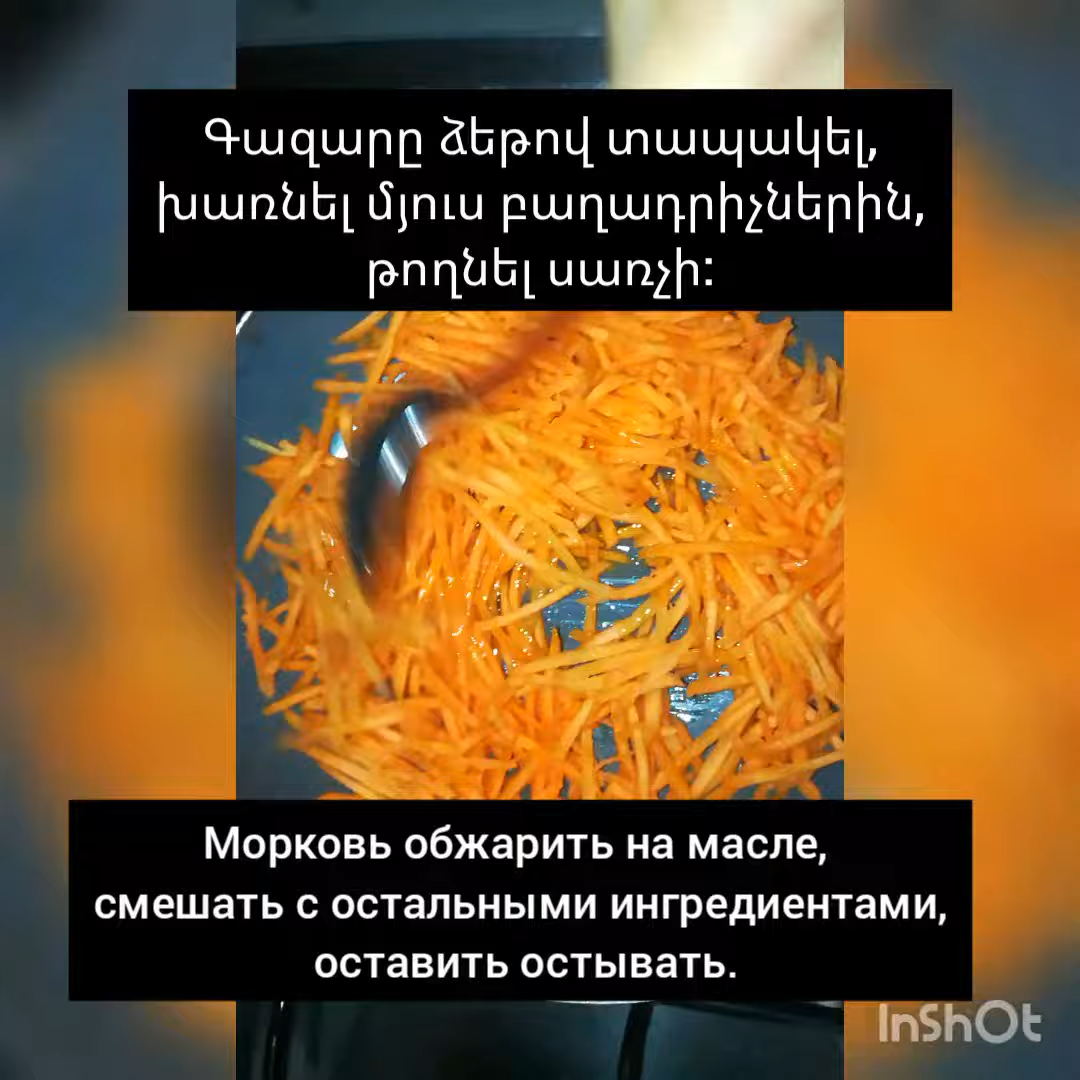 Գազարը ձեթով տապակել,
խառնել մյուս բաղադրիչներին,
թողնել սառչի:
Морковь обжарить на масле,
смешать с остальными ингредиентами,
оставить остывать.
InShOt